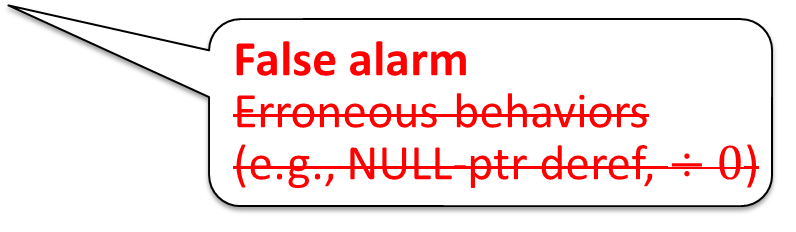 False alarm
Erroneous behaviors
(e.g., NULL-ptr deref, ÷ 0)